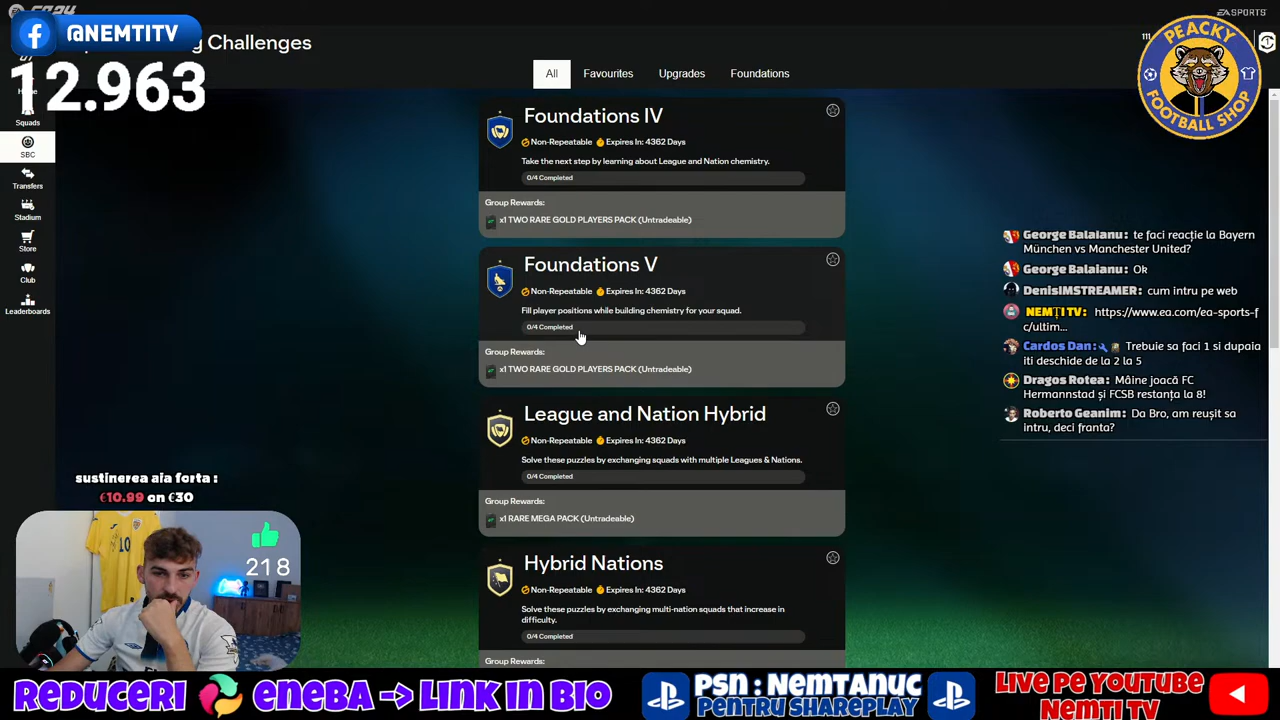 @NEMTITV
12.963
Challenges
EA SPORTS
PEACKY
FOOTBALL SHOP
All
Favourites
Upgrades
Foundations
Squads
SBC
Transfers
Stadium
Store
Club
Leaderboards
Foundations IV
Non-Repeatable Expires In: 4362 Days
Take the next step by learning about League and Nation chemistry.
0/4 Completed
Group Rewards:
x1 TWO RARE GOLD PLAYERS PACK (Untradeable)
Foundations V
Non-Repeatable Expires In: 4362 Days
Fill player positions while building chemistry for your squad.
0/4 Completed
Group Rewards:
x1 TWO RARE GOLD PLAYERS PACK (Untradeable)
League and Nation Hybrid
Non-Repeatable Expires In: 4362 Days
Solve these puzzles by exchanging squads with multiple Leagues & Nations.
0/4 Completed
Group Rewards:
x1 RARE MEGA PACK (Untradeable)
Hybrid Nations
Non-Repeatable Expires In: 4362 Days
Solve these puzzles by exchanging multi-nation squads that increase in
difficulty.
0/4 Completed
Group Rewards:
George Balaianu: te faci reacție la Bayern
München vs Manchester United?
George Balaianu: Ok
DenisIMSTREAMER: cum intru pe web
NEMȚI TV: https://www.ea.com/ea-sports-f
c/ultim...
Cardos Dan: Trebuie sa faci 1 si dupaia
iti deschide de la 2 la 5
Dragos Rotea: Mâine joacă FC
Hermannstad și FCSB restanța la 8!
Roberto Geanim: Da Bro, am reușit sa
intru, deci franta?
sustinerea aia forta :
€10.99 on €30
10
218
REDUCERI ENEBA -> LINK IN BIO
PSN : NEMTANUC
PENTRU SHAREPLAY
LIVE PE YOUTUBE
NEMTI TV